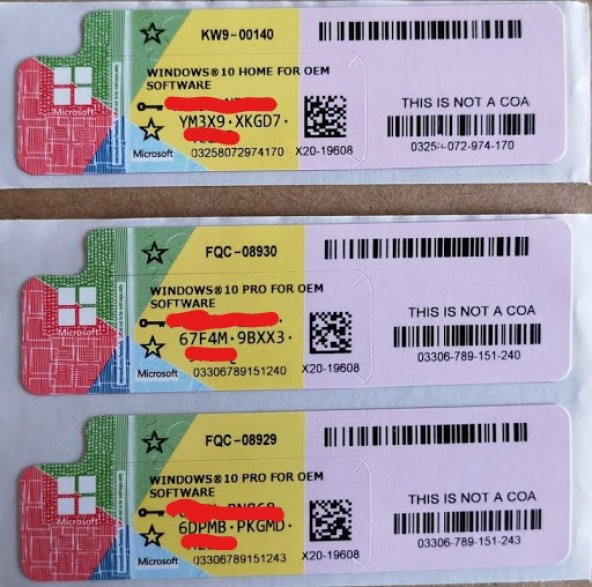 KW9-00140
WINDOWS®10 HOME FOR OEM
SOFTWARE
YM3X9·XKGD7·
Microsoft
03258072974170 X20-19608
THIS IS NOT A COA
072-974-170
Microsoft
FQC-08930
WINDOWS®10 PRO FOR OEM
SOFTWARE
67F4M·9BXX3·
Microsoft
03306789151240 X20-19608
THIS IS NOT A COA
03306-789-151-240
Microsoft
FQC-08929
WINDOWS®10 PRO FOR OEM
SOFTWARE
6DPMB·PKGMD·
Microsoft
03306789151243 X20-19608
THIS IS NOT A COA
03306-789-151-243
Microsoft